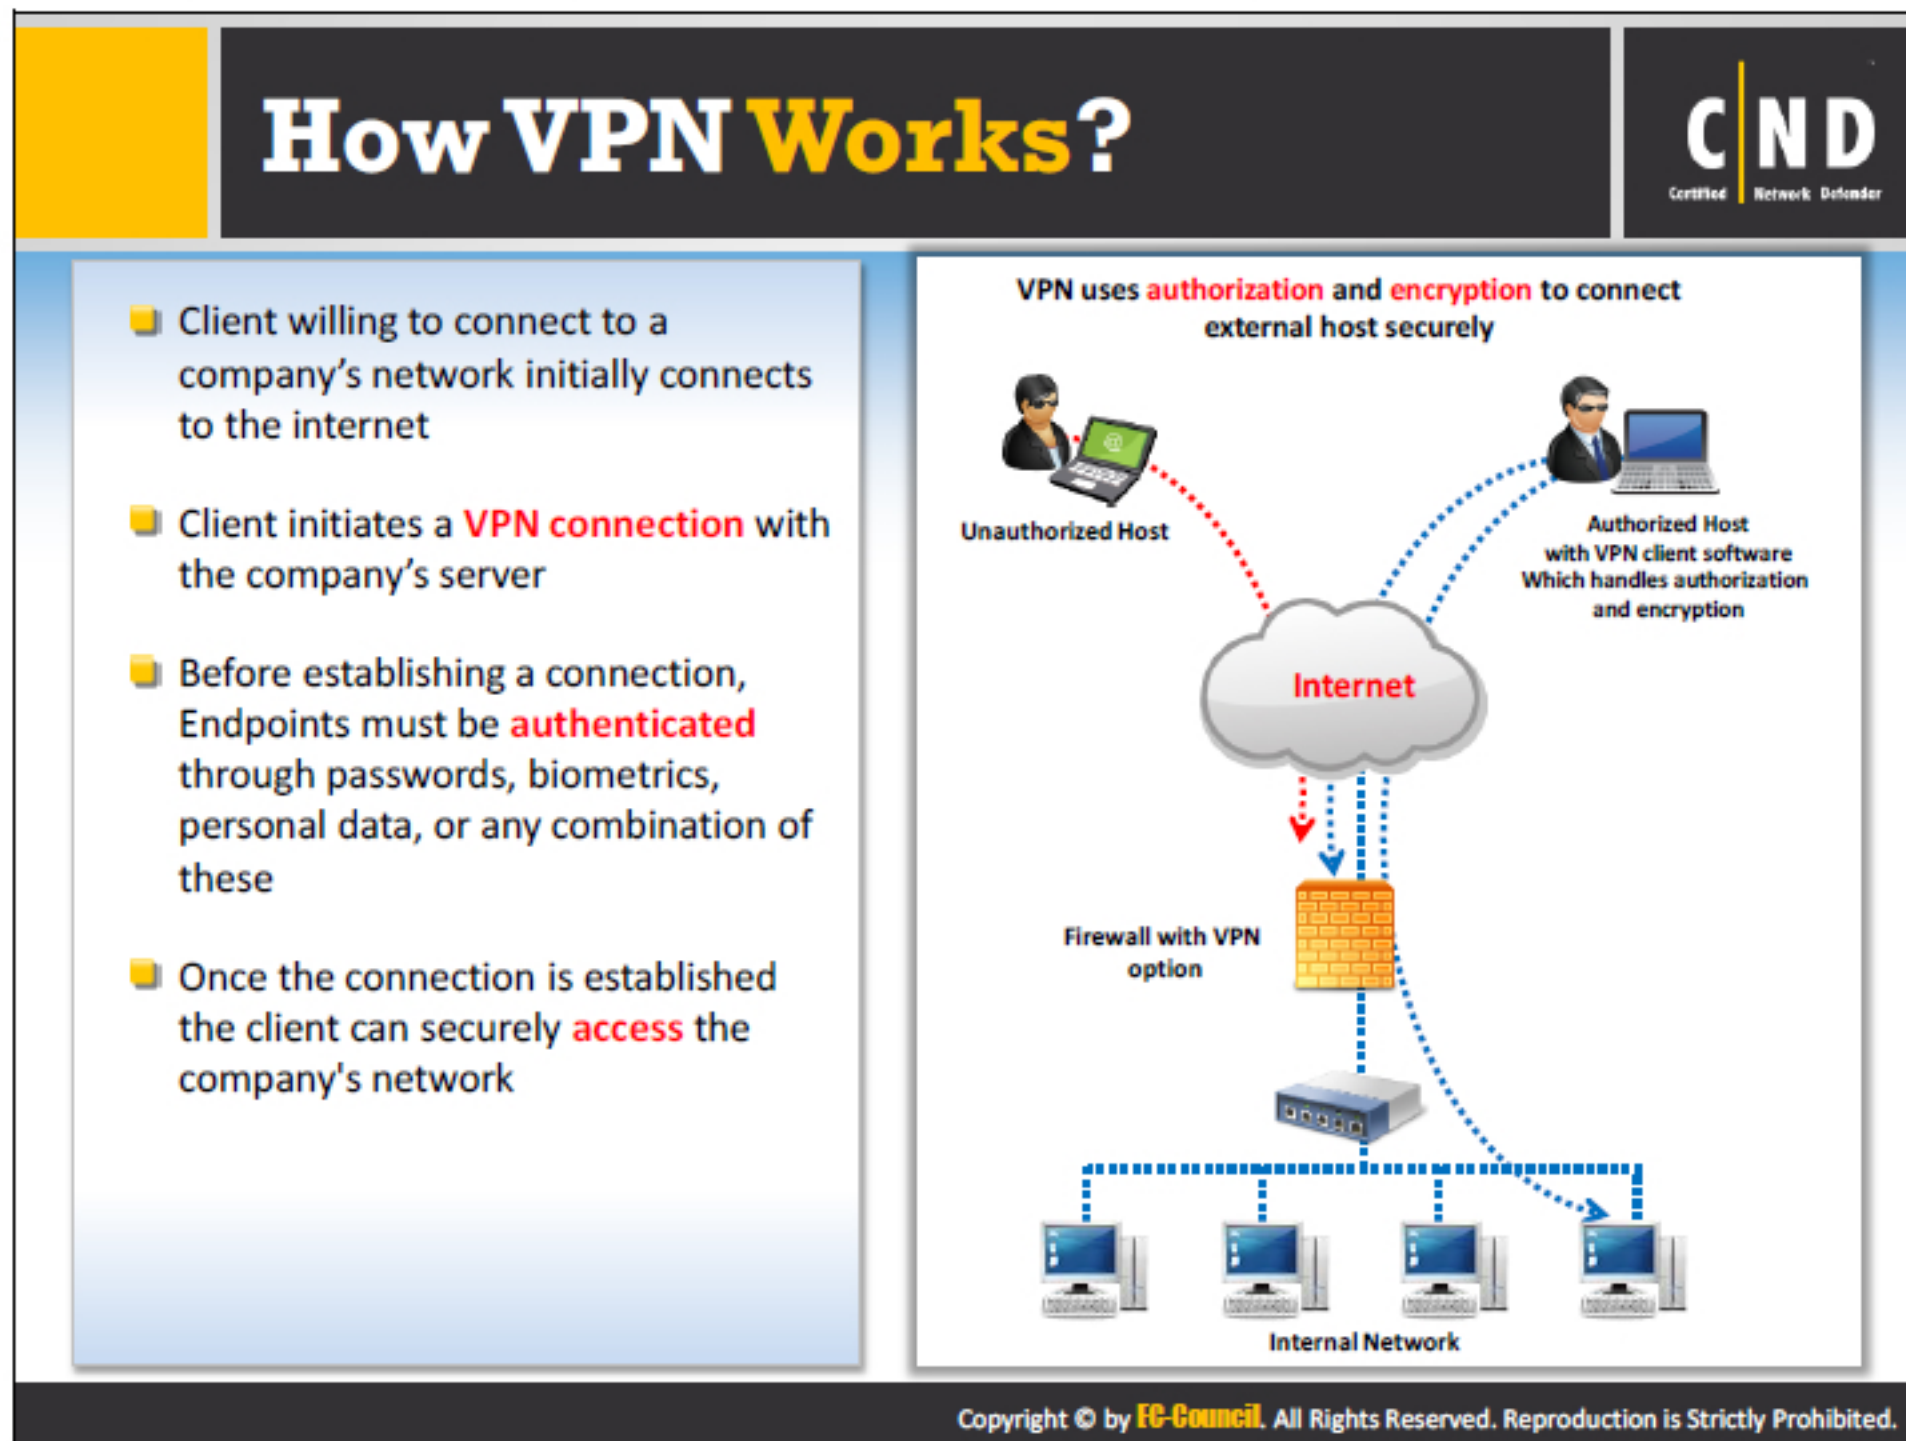 How VPN Works?
C N D
Certified Network Defender
Client willing to connect to a
company’s network initially connects
to the internet
Client initiates a VPN connection with
the company’s server
Before establishing a connection,
Endpoints must be authenticated
through passwords, biometrics,
personal data, or any combination of
these
Once the connection is established
the client can securely access the
company's network
VPN uses authorization and encryption to connect
external host securely
Unauthorized Host
Authorized Host
with VPN client software
Which handles authorization
and encryption
Internet
Firewall with VPN
option
Internal Network
Copyright © by EC-Council. All Rights Reserved. Reproduction is Strictly Prohibited.